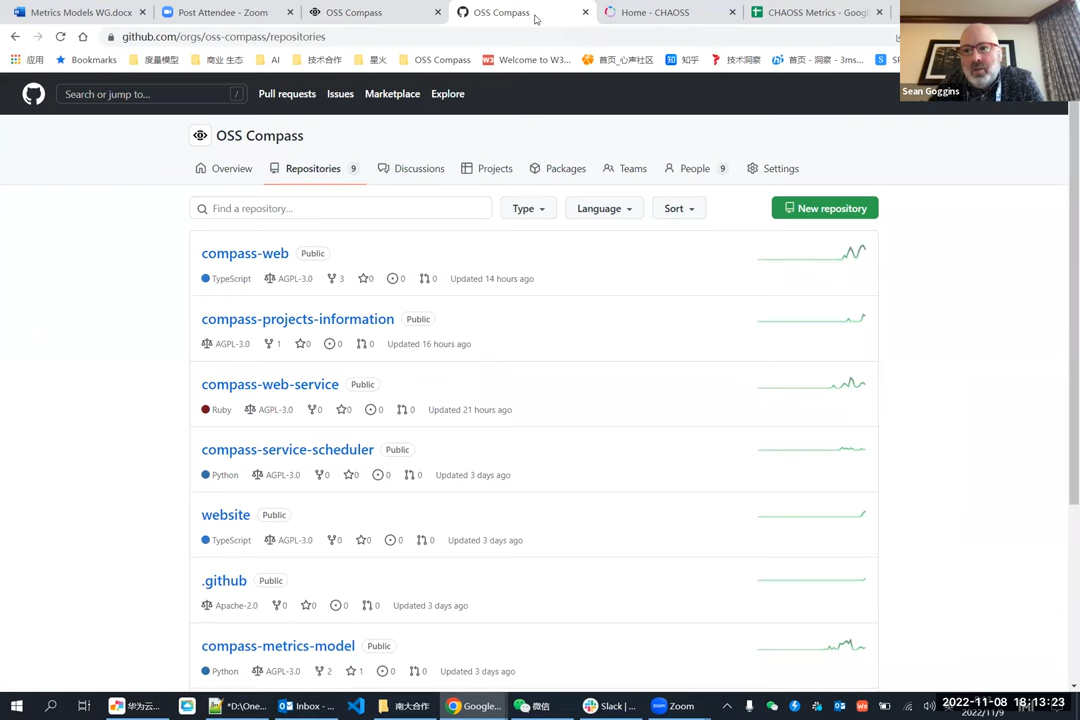 Metrics Models WG.docx
Post Attendee - Zoom
OSS Compass
OSS Compass
Home - CHAOSS
CHAOSS Metrics - Googl
github.com/orgs/oss-compass/repositories
应用
Bookmarks
度量模型
商业 生态
AI
技术合作
星火
OSS Compass
Welcome to W3...
首页_心声社区
知乎
技术洞察
首页 - 洞察 - 3ms...
Sean Goggins
Search or jump to...
/
Pull requests
Issues
Marketplace
Explore
OSS Compass
Overview
Repositories 9
Discussions
Projects
Packages
Teams
People 9
Settings
Find a repository...
Type
Language
Sort
New repository
compass-web Public
TypeScript AGPL-3.0 3 0 0 0 Updated 14 hours ago
compass-projects-information Public
AGPL-3.0 1 0 0 0 Updated 16 hours ago
compass-web-service Public
Ruby AGPL-3.0 0 0 0 0 Updated 21 hours ago
compass-service-scheduler Public
Python AGPL-3.0 0 0 0 0 Updated 3 days ago
website Public
TypeScript AGPL-3.0 0 0 0 0 Updated 3 days ago
.github Public
Apache-2.0 0 0 0 0 Updated 3 days ago
compass-metrics-model Public
Python AGPL-3.0 2 1 0 0 Updated 3 days ago
华为云...
*D:\One...
Inbox - ...
南大合作
Google...
微信
Slack | ...
Zoom
2022-11-08 18:13:23
2022/11/9